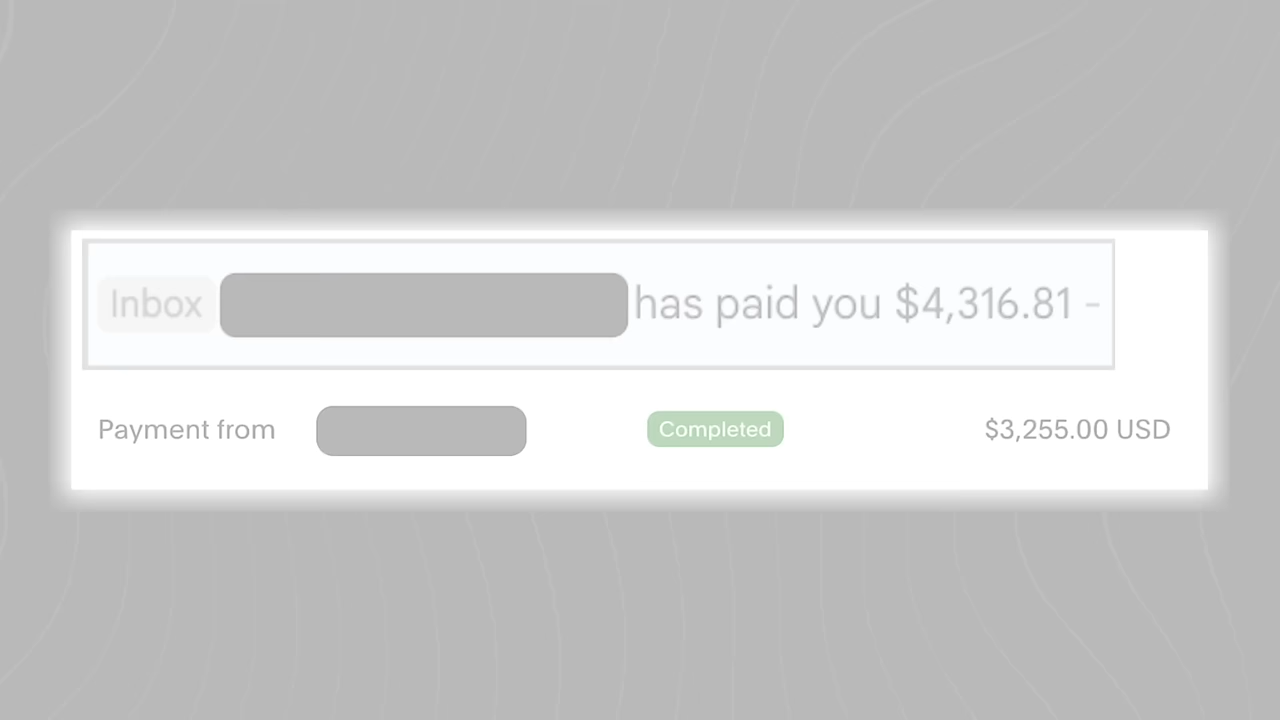 Inbox has paid you $4,316.81 -
Payment from Completed $3,255.00 USD